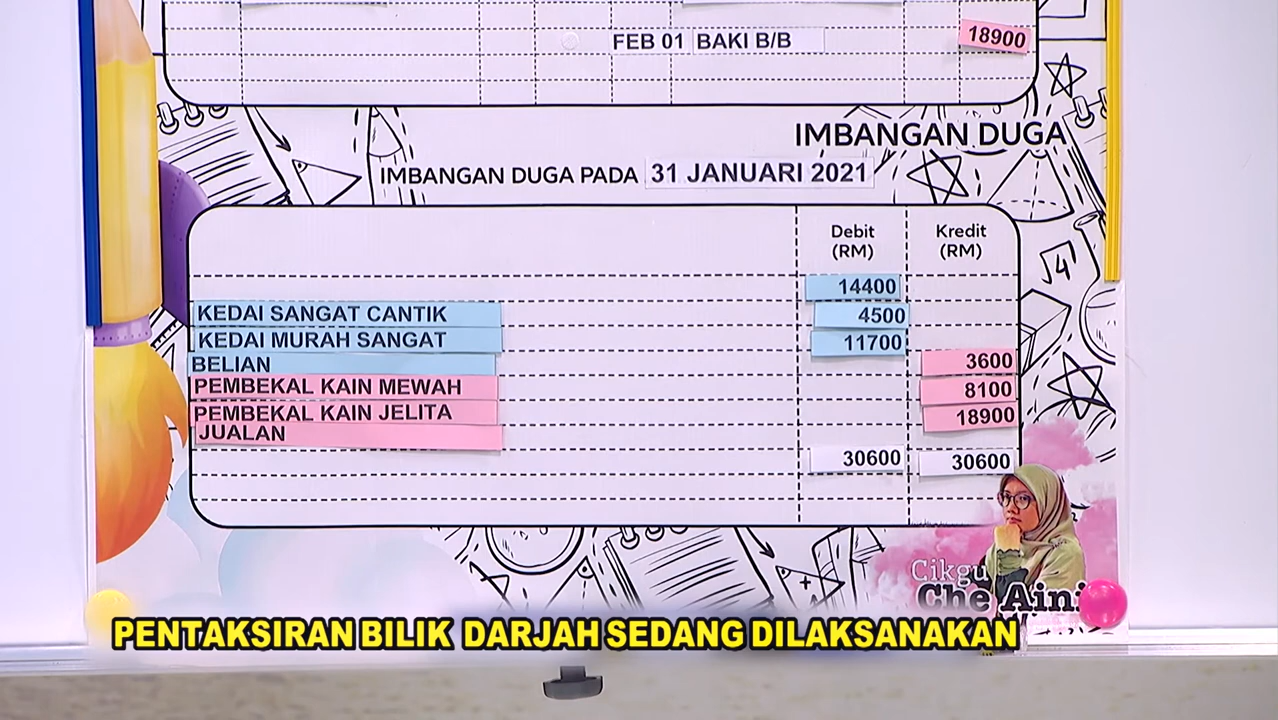 FEB 01 BAKI B/B 18900
IMBANGAN DUGA
IMBANGAN DUGA PADA 31 JANUARI 2021
Debit (RM) Kredit (RM)
14400
KEDAI SANGAT CANTIK 4500
KEDAI MURAH SANGAT 11700
BELIAN 3600
PEMBEKAL KAIN MEWAH 8100
PEMBEKAL KAIN JELITA 18900
JUALAN
30600 30600
√4
Cikgu
Che Aini
PENTAKSIRAN BILIK DARJAH SEDANG DILAKSANAKAN